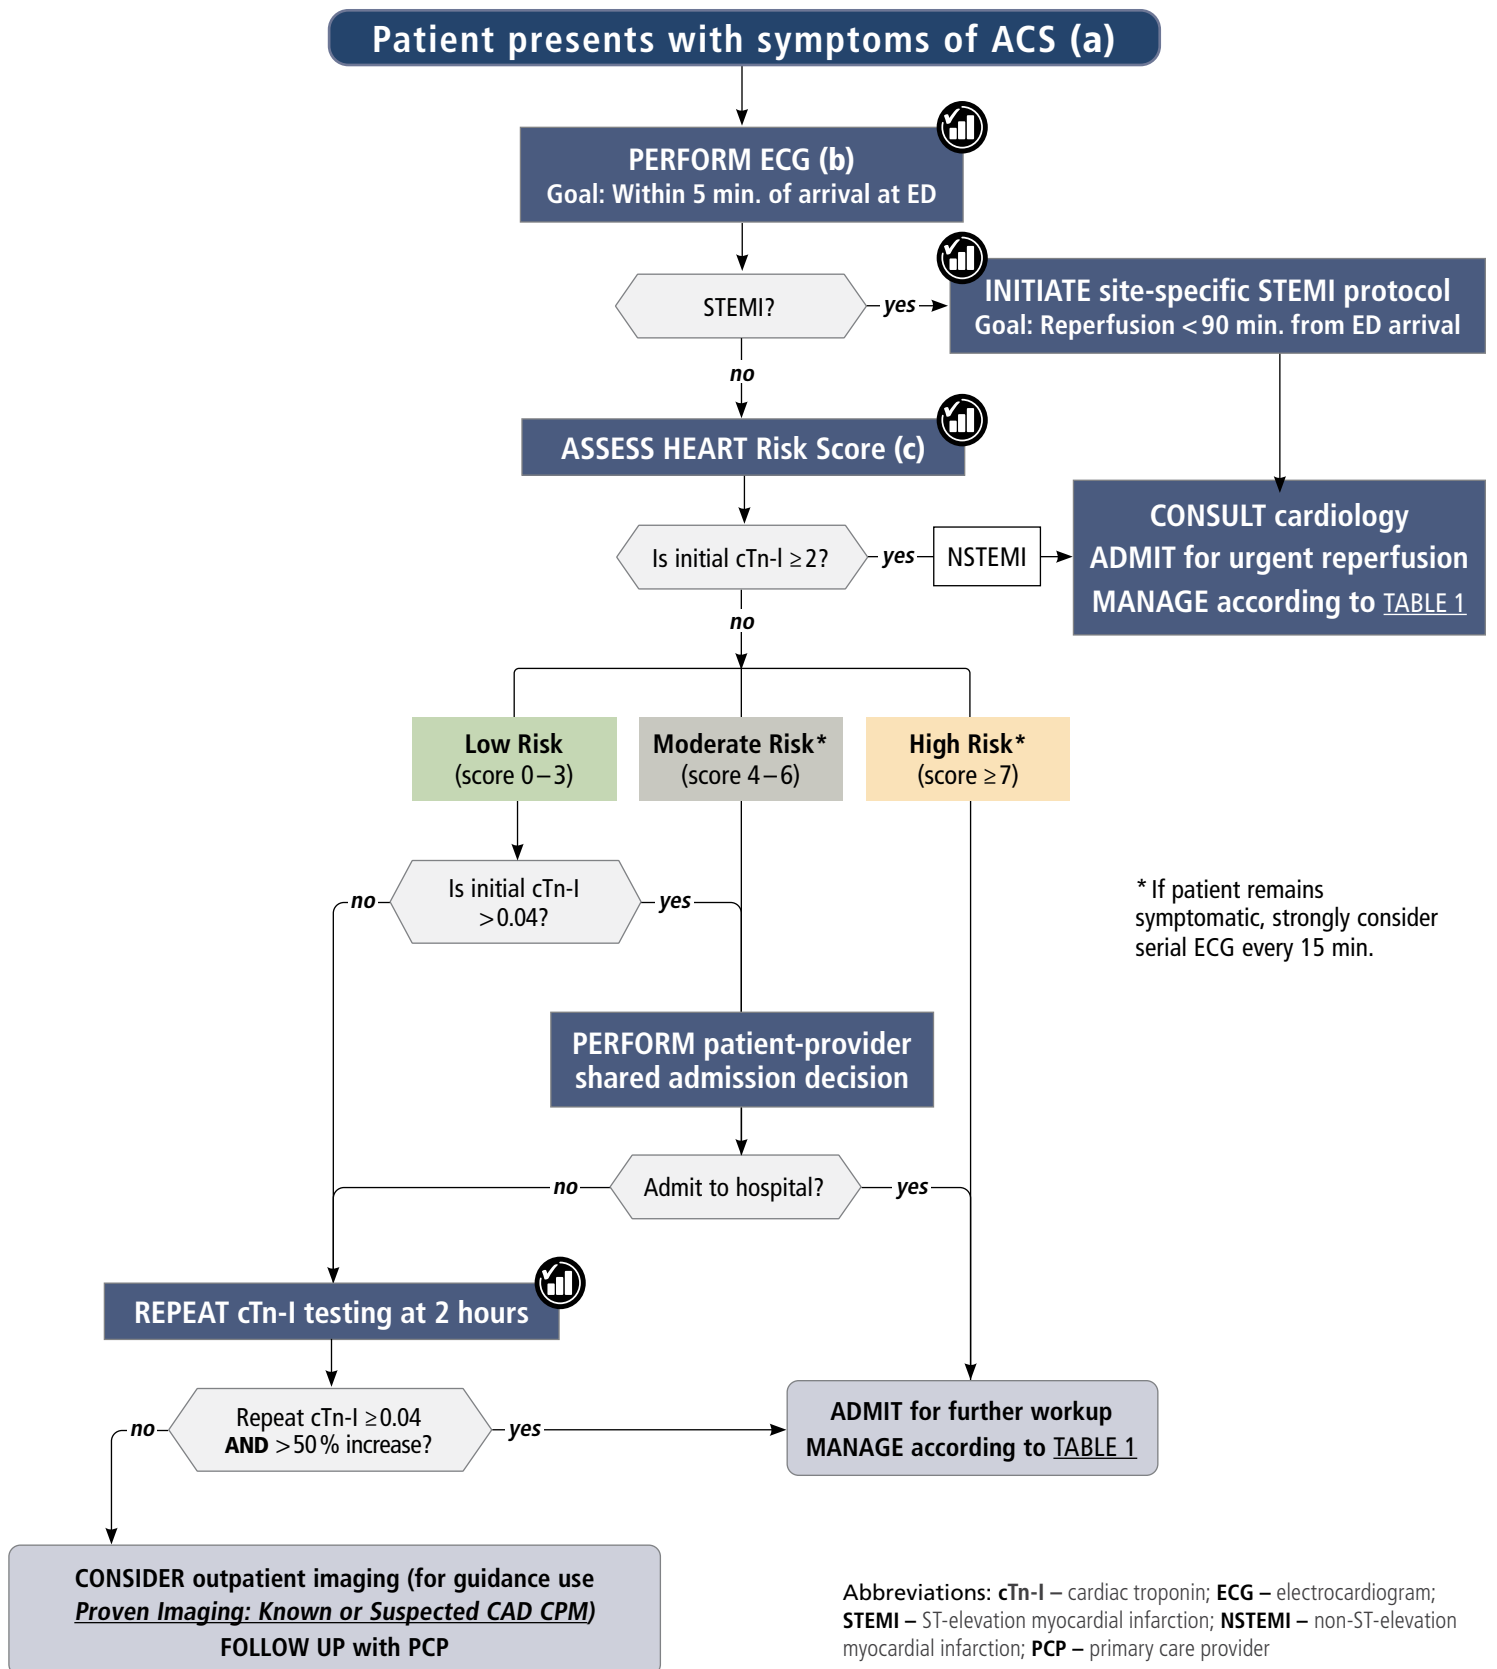 Patient presents with symptoms of ACS (a)
PERFORM ECG (b)
Goal: Within 5 min. of arrival at ED
STEMI?
yes
INITIATE site-specific STEMI protocol
Goal: Reperfusion <90 min. from ED arrival
no
ASSESS HEART Risk Score (c)
Is initial cTn-I ≥2?
yes
NSTEMI
CONSULT cardiology
ADMIT for urgent reperfusion
MANAGE according to TABLE 1
no
Low Risk
(score 0–3)
Moderate Risk*
(score 4–6)
High Risk*
(score ≥7)
Is initial cTn-I
>0.04?
no
yes
* If patient remains
symptomatic, strongly consider
serial ECG every 15 min.
PERFORM patient-provider
shared admission decision
Admit to hospital?
no
yes
REPEAT cTn-I testing at 2 hours
Repeat cTn-I ≥0.04
AND >50% increase?
no
yes
ADMIT for further workup
MANAGE according to TABLE 1
CONSIDER outpatient imaging (for guidance use
Proven Imaging: Known or Suspected CAD CPM)
FOLLOW UP with PCP
Abbreviations: cTn-I – cardiac troponin; ECG – electrocardiogram;
STEMI – ST-elevation myocardial infarction; NSTEMI – non-ST-elevation
myocardial infarction; PCP – primary care provider